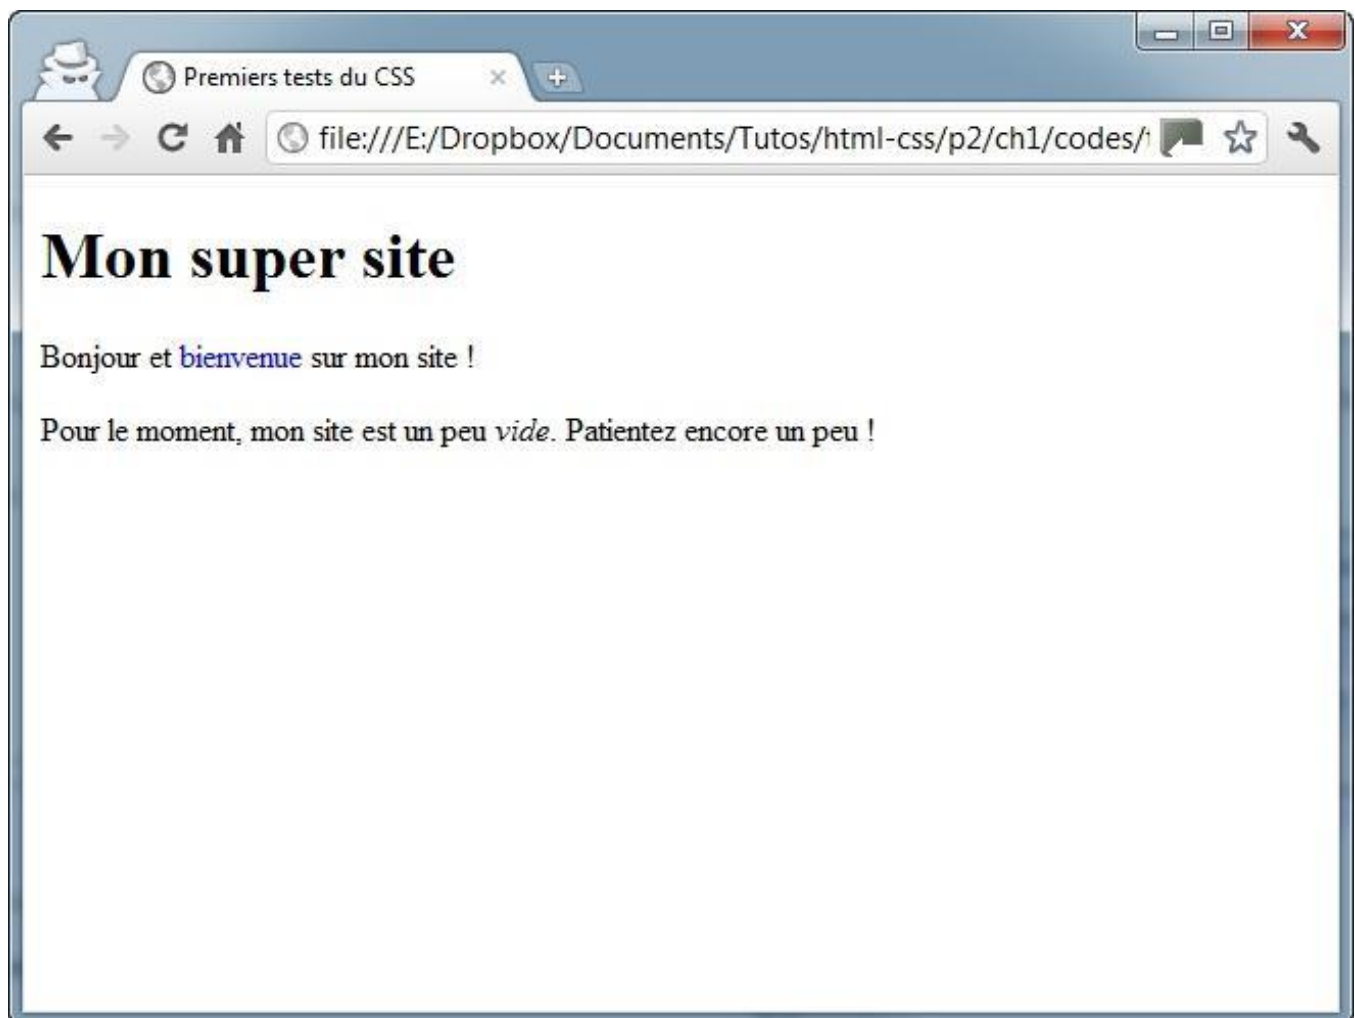 Premiers tests du CSS
file:///E:/Dropbox/Documents/Tutos/html-css/p2/ch1/codes/
Mon super site
Bonjour et bienvenue sur mon site !
Pour le moment, mon site est un peu vide. Patientez encore un peu !